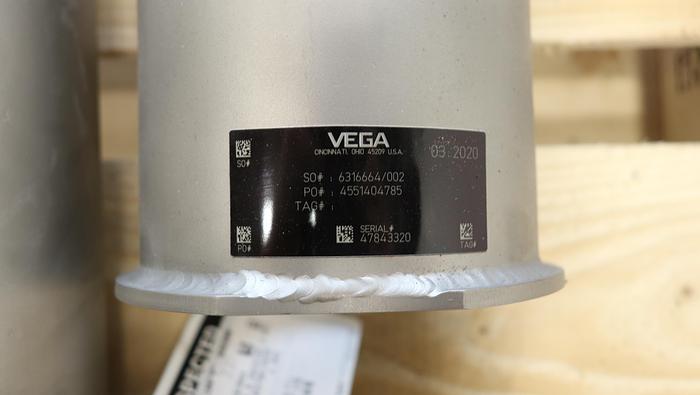 VEGA
CINCINNATI, OHIO 45209 U.S.A.
03.2020
SO#
SO# : 6316664/002
PO# : 4551404785
TAG# :
SERIAL#
47843320
PO#
TAG#